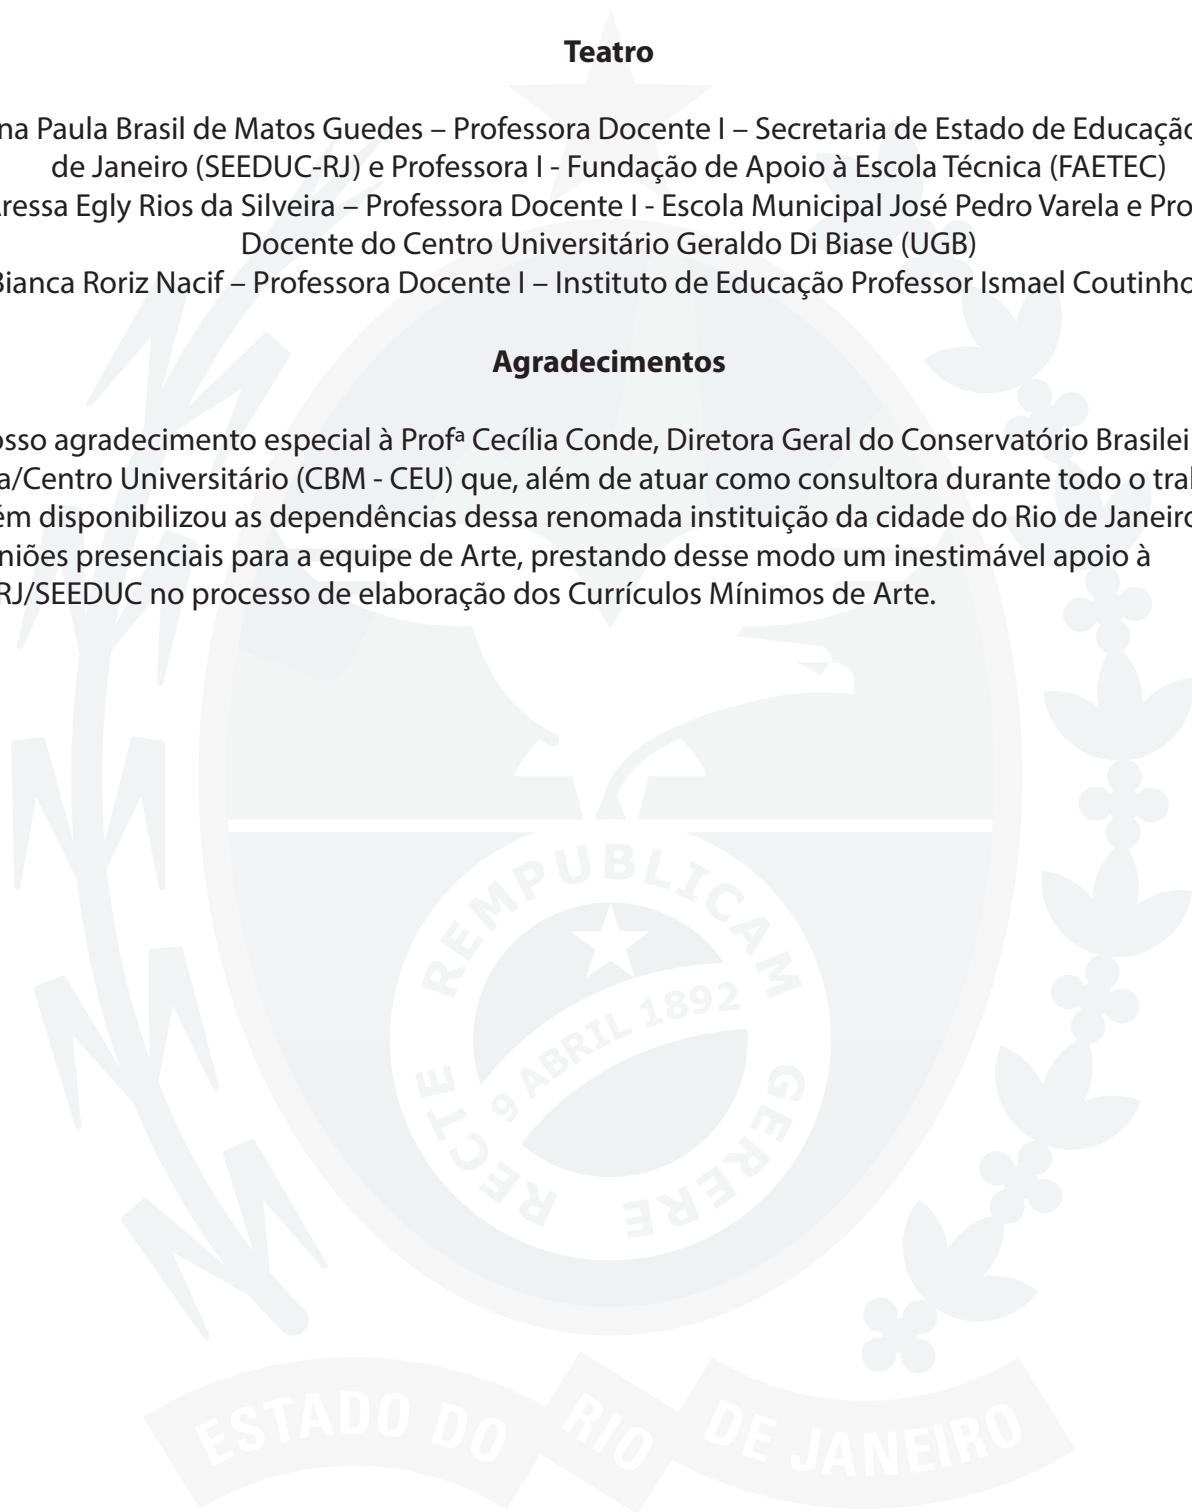 Teatro
na Paula Brasil de Matos Guedes – Professora Docente I – Secretaria de Estado de Educação
de Janeiro (SEEDUC-RJ) e Professora I - Fundação de Apoio à Escola Técnica (FAETEC)
ressa Egly Rios da Silveira – Professora Docente I - Escola Municipal José Pedro Varela e Pro
Docente do Centro Universitário Geraldo Di Biase (UGB)
Bianca Roriz Nacif – Professora Docente I – Instituto de Educação Professor Ismael Coutinho
Agradecimentos
osso agradecimento especial à Profª Cecília Conde, Diretora Geral do Conservatório Brasilei
a/Centro Universitário (CBM - CEU) que, além de atuar como consultora durante todo o tra
ém disponibilizou as dependências dessa renomada instituição da cidade do Rio de Janeiro
niões presenciais para a equipe de Arte, prestando desse modo um inestimável apoio à
RJ/SEEDUC no processo de elaboração dos Currículos Mínimos de Arte.
RECTE REMPUBLICAM GERERE
9 ABRIL 1892
ESTADO DO RIO DE JANEIRO